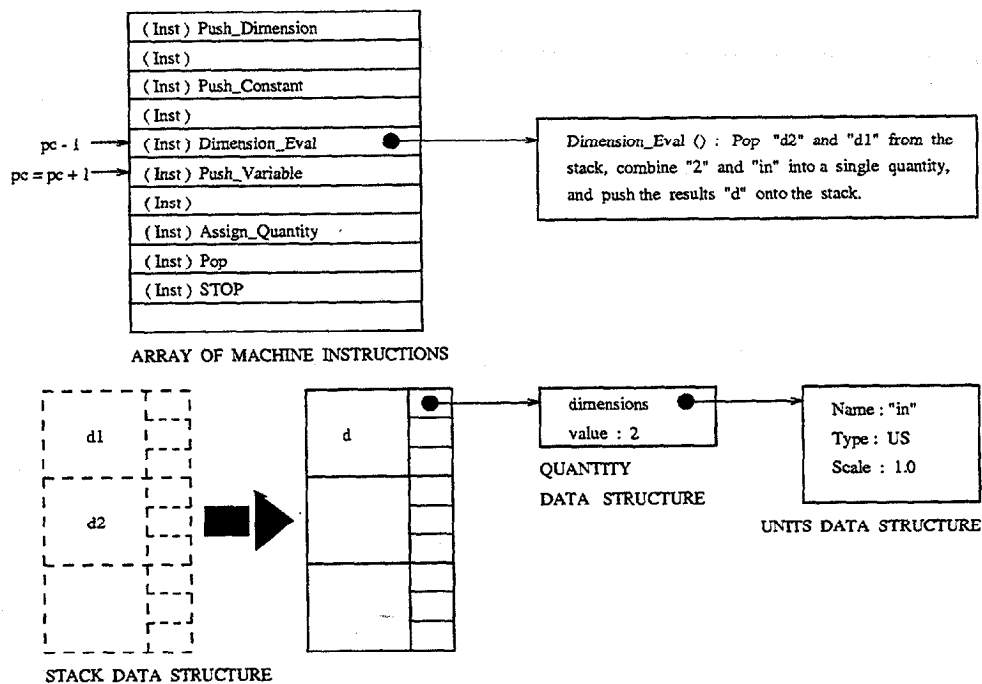 ( Inst ) Push_Dimension
( Inst )
( Inst ) Push_Constant
( Inst )
pc - 1
( Inst ) Dimension_Eval
pc = pc + 1
( Inst ) Push_Variable
( Inst )
( Inst ) Assign_Quantity
( Inst ) Pop
( Inst ) STOP
ARRAY OF MACHINE INSTRUCTIONS
Dimension_Eval () : Pop "d2" and "d1" from the
stack, combine "2" and "in" into a single quantity,
and push the results "d" onto the stack.
d1
d2
STACK DATA STRUCTURE
d
dimensions
value : 2
QUANTITY
DATA STRUCTURE
Name : "in"
Type : US
Scale : 1.0
UNITS DATA STRUCTURE